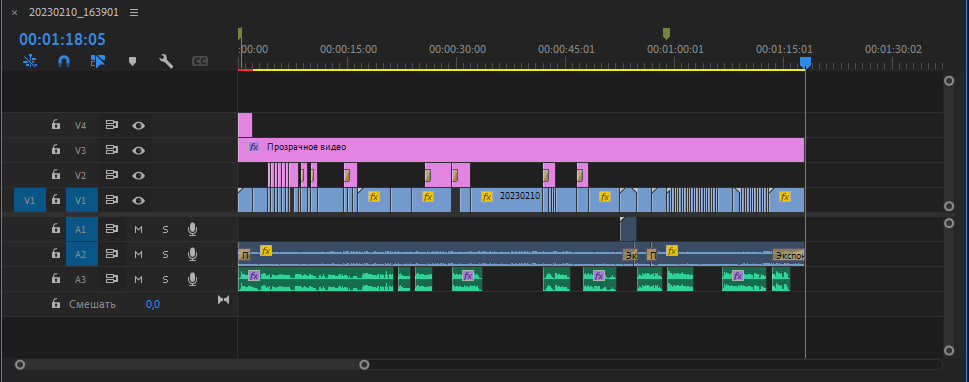 × 20230210_163901
00:01:18:05
:00:00 00:00:15:00 00:00:30:00 00:00:45:01 00:01:00:01 00:01:15:01 00:01:30:02
CC
V4
V3 fx Прозрачное видео
V2
V1 V1 fx fx fx 20230210 fx fx
A1 M S
A2 M S П fx Эк П fx Экспон
A3 M S fx fx fx fx
Смешать 0,0